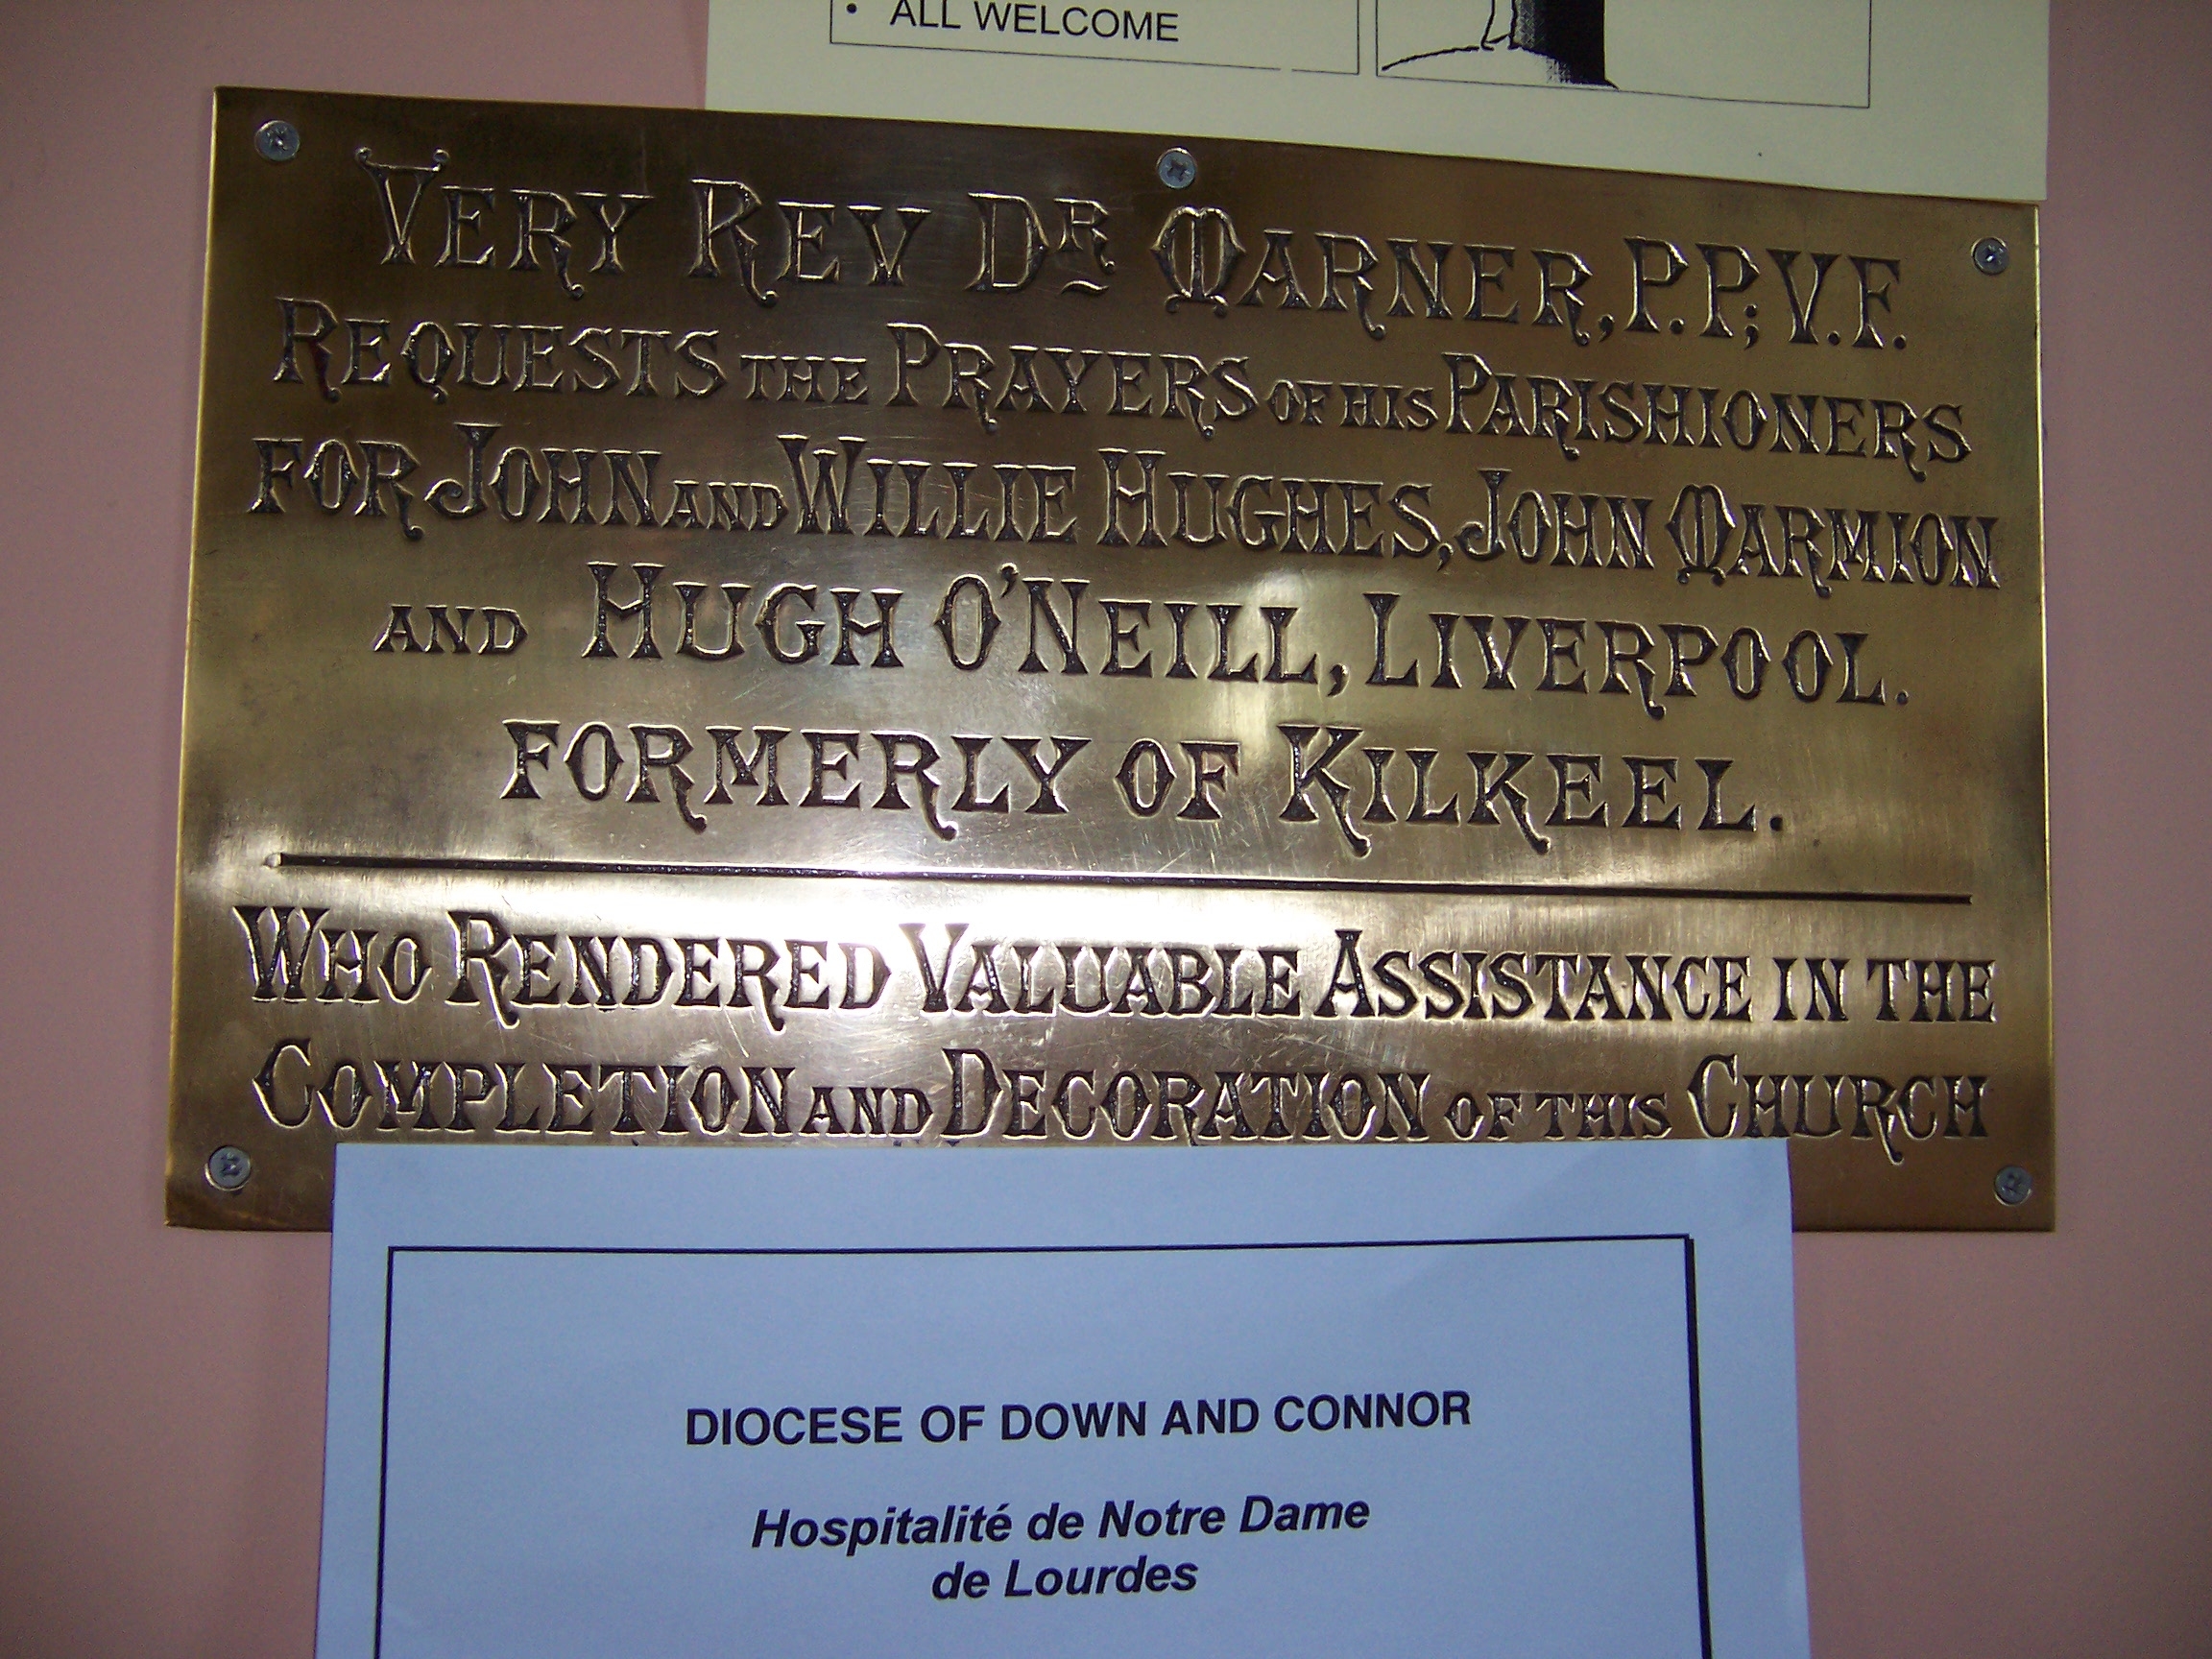 • ALL WELCOME
VERY REV DR MARNER, P.P; V.F.
REQUESTS THE PRAYERS OF HIS PARISHIONERS
FOR JOHN AND WILLIE HUGHES, JOHN MARMION
AND HUGH O'NEILL, LIVERPOOL.
FORMERLY OF KILKEEL.
WHO RENDERED VALUABLE ASSISTANCE IN THE
COMPLETION AND DECORATION OF THIS CHURCH
DIOCESE OF DOWN AND CONNOR
Hospitalité de Notre Dame
de Lourdes